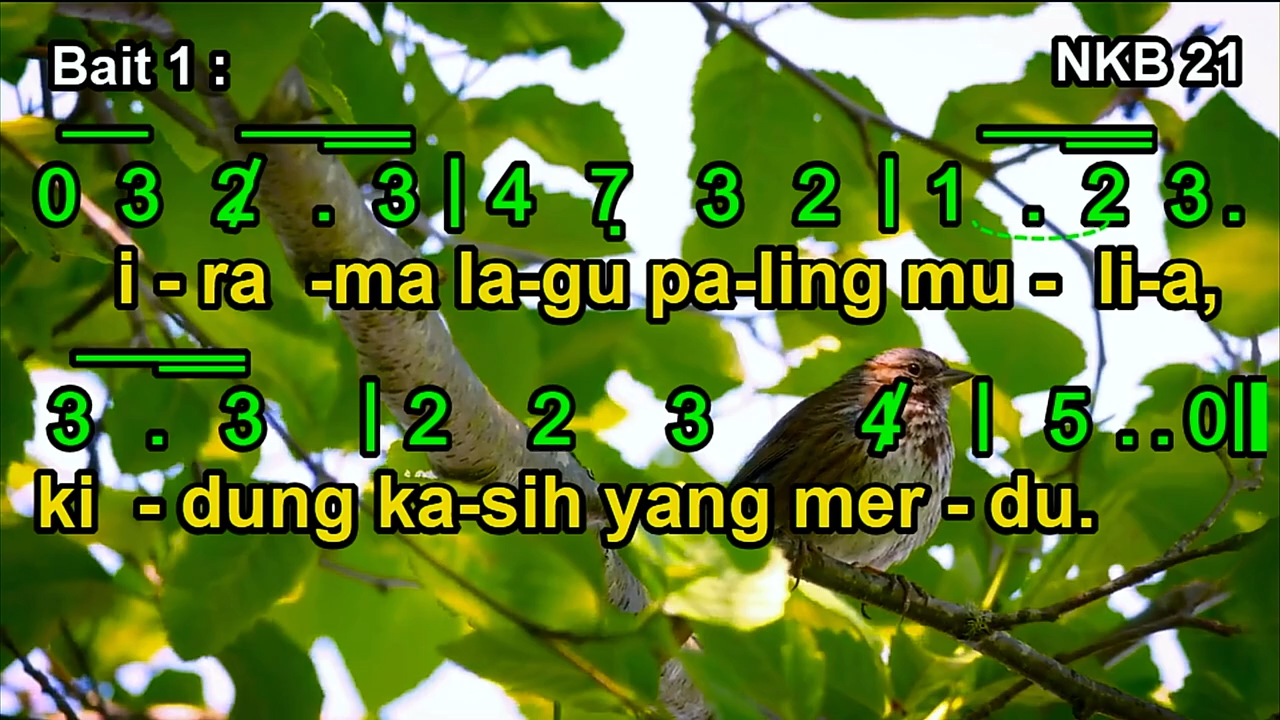 Bait 1 : NKB 21
0 3 2̸ . 3 | 4 7̣ 3 2 | 1 . 2 3 .
i - ra -ma la-gu pa-ling mu - li-a,
3 . 3 | 2 2 3 4̸ | 5 . . 0 ||
ki - dung ka-sih yang mer - du.